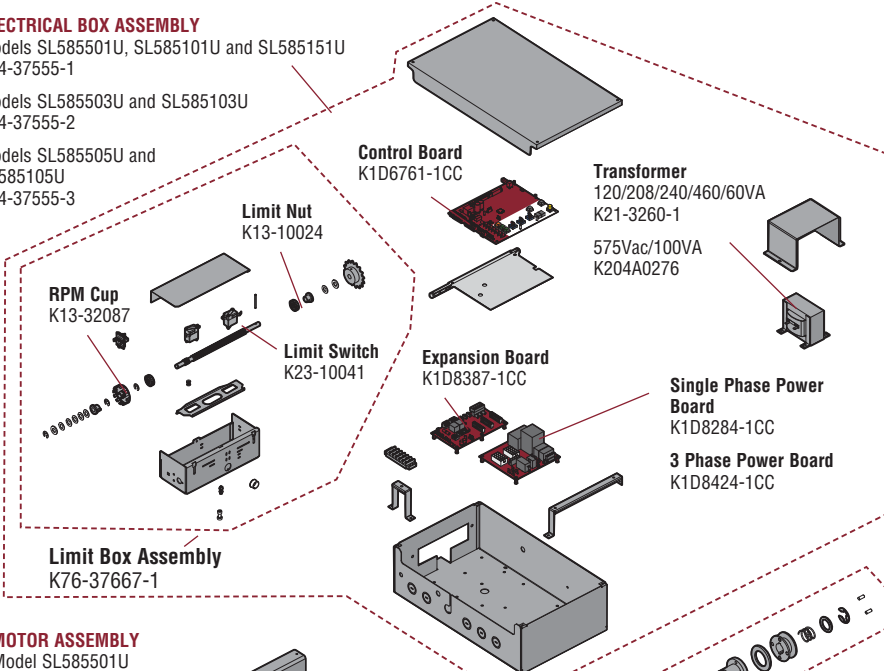 ECTRICAL BOX ASSEMBLY
dels SL585501U, SL585101U and SL585151U
4-37555-1
dels SL585503U and SL585103U
4-37555-2
dels SL585505U and
585105U
4-37555-3
Control Board
K1D6761-1CC
Transformer
120/208/240/460/60VA
K21-3260-1
575Vac/100VA
K204A0276
Limit Nut
K13-10024
RPM Cup
K13-32087
Limit Switch
K23-10041
Expansion Board
K1D8387-1CC
Single Phase Power
Board
K1D8284-1CC
3 Phase Power Board
K1D8424-1CC
Limit Box Assembly
K76-37667-1
MOTOR ASSEMBLY
Model SL585501U